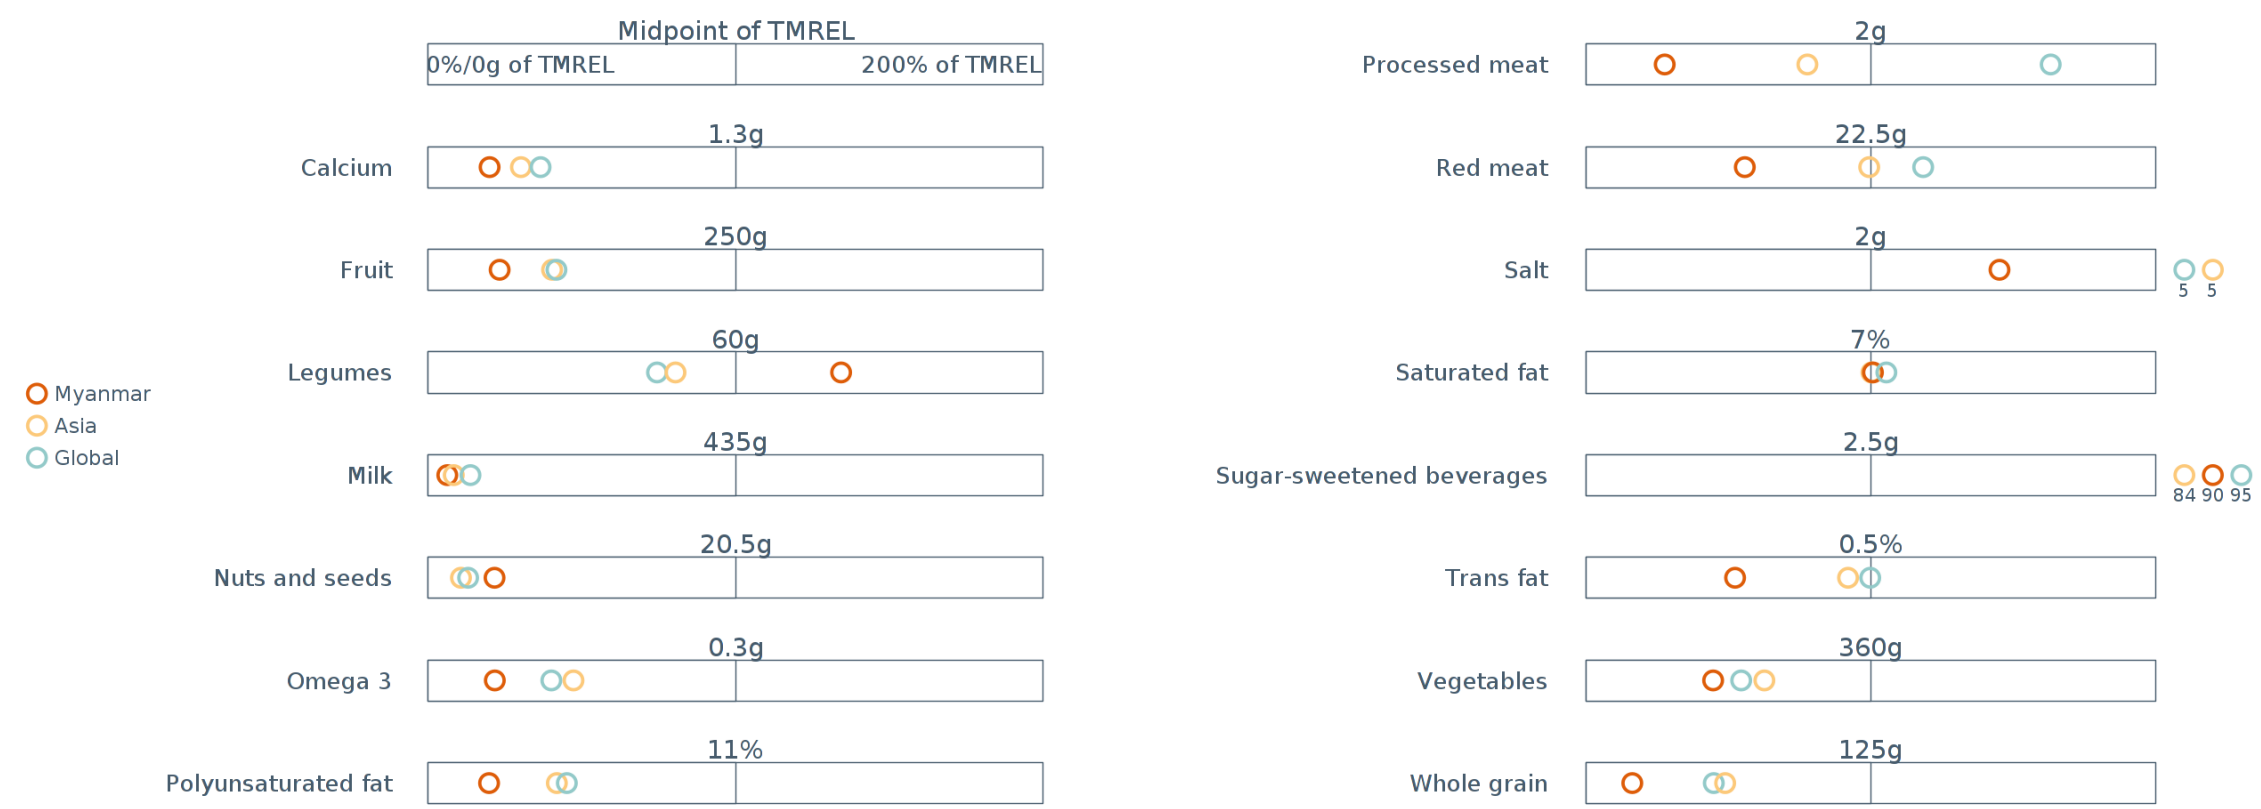 Midpoint of TMREL
0%/0g of TMREL
200% of TMREL
1.3g
Calcium
250g
Fruit
60g
Legumes
435g
Milk
20.5g
Nuts and seeds
0.3g
Omega 3
11%
Polyunsaturated fat
Myanmar
Asia
Global
2g
Processed meat
22.5g
Red meat
2g
Salt
5 5
7%
Saturated fat
2.5g
Sugar-sweetened beverages
84 90 95
0.5%
Trans fat
360g
Vegetables
125g
Whole grain